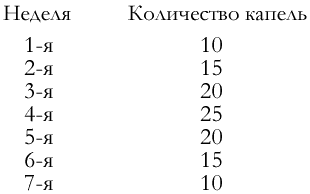 Неделя Количество капель
1-я 10
2-я 15
3-я 20
4-я 25
5-я 20
6-я 15
7-я 10